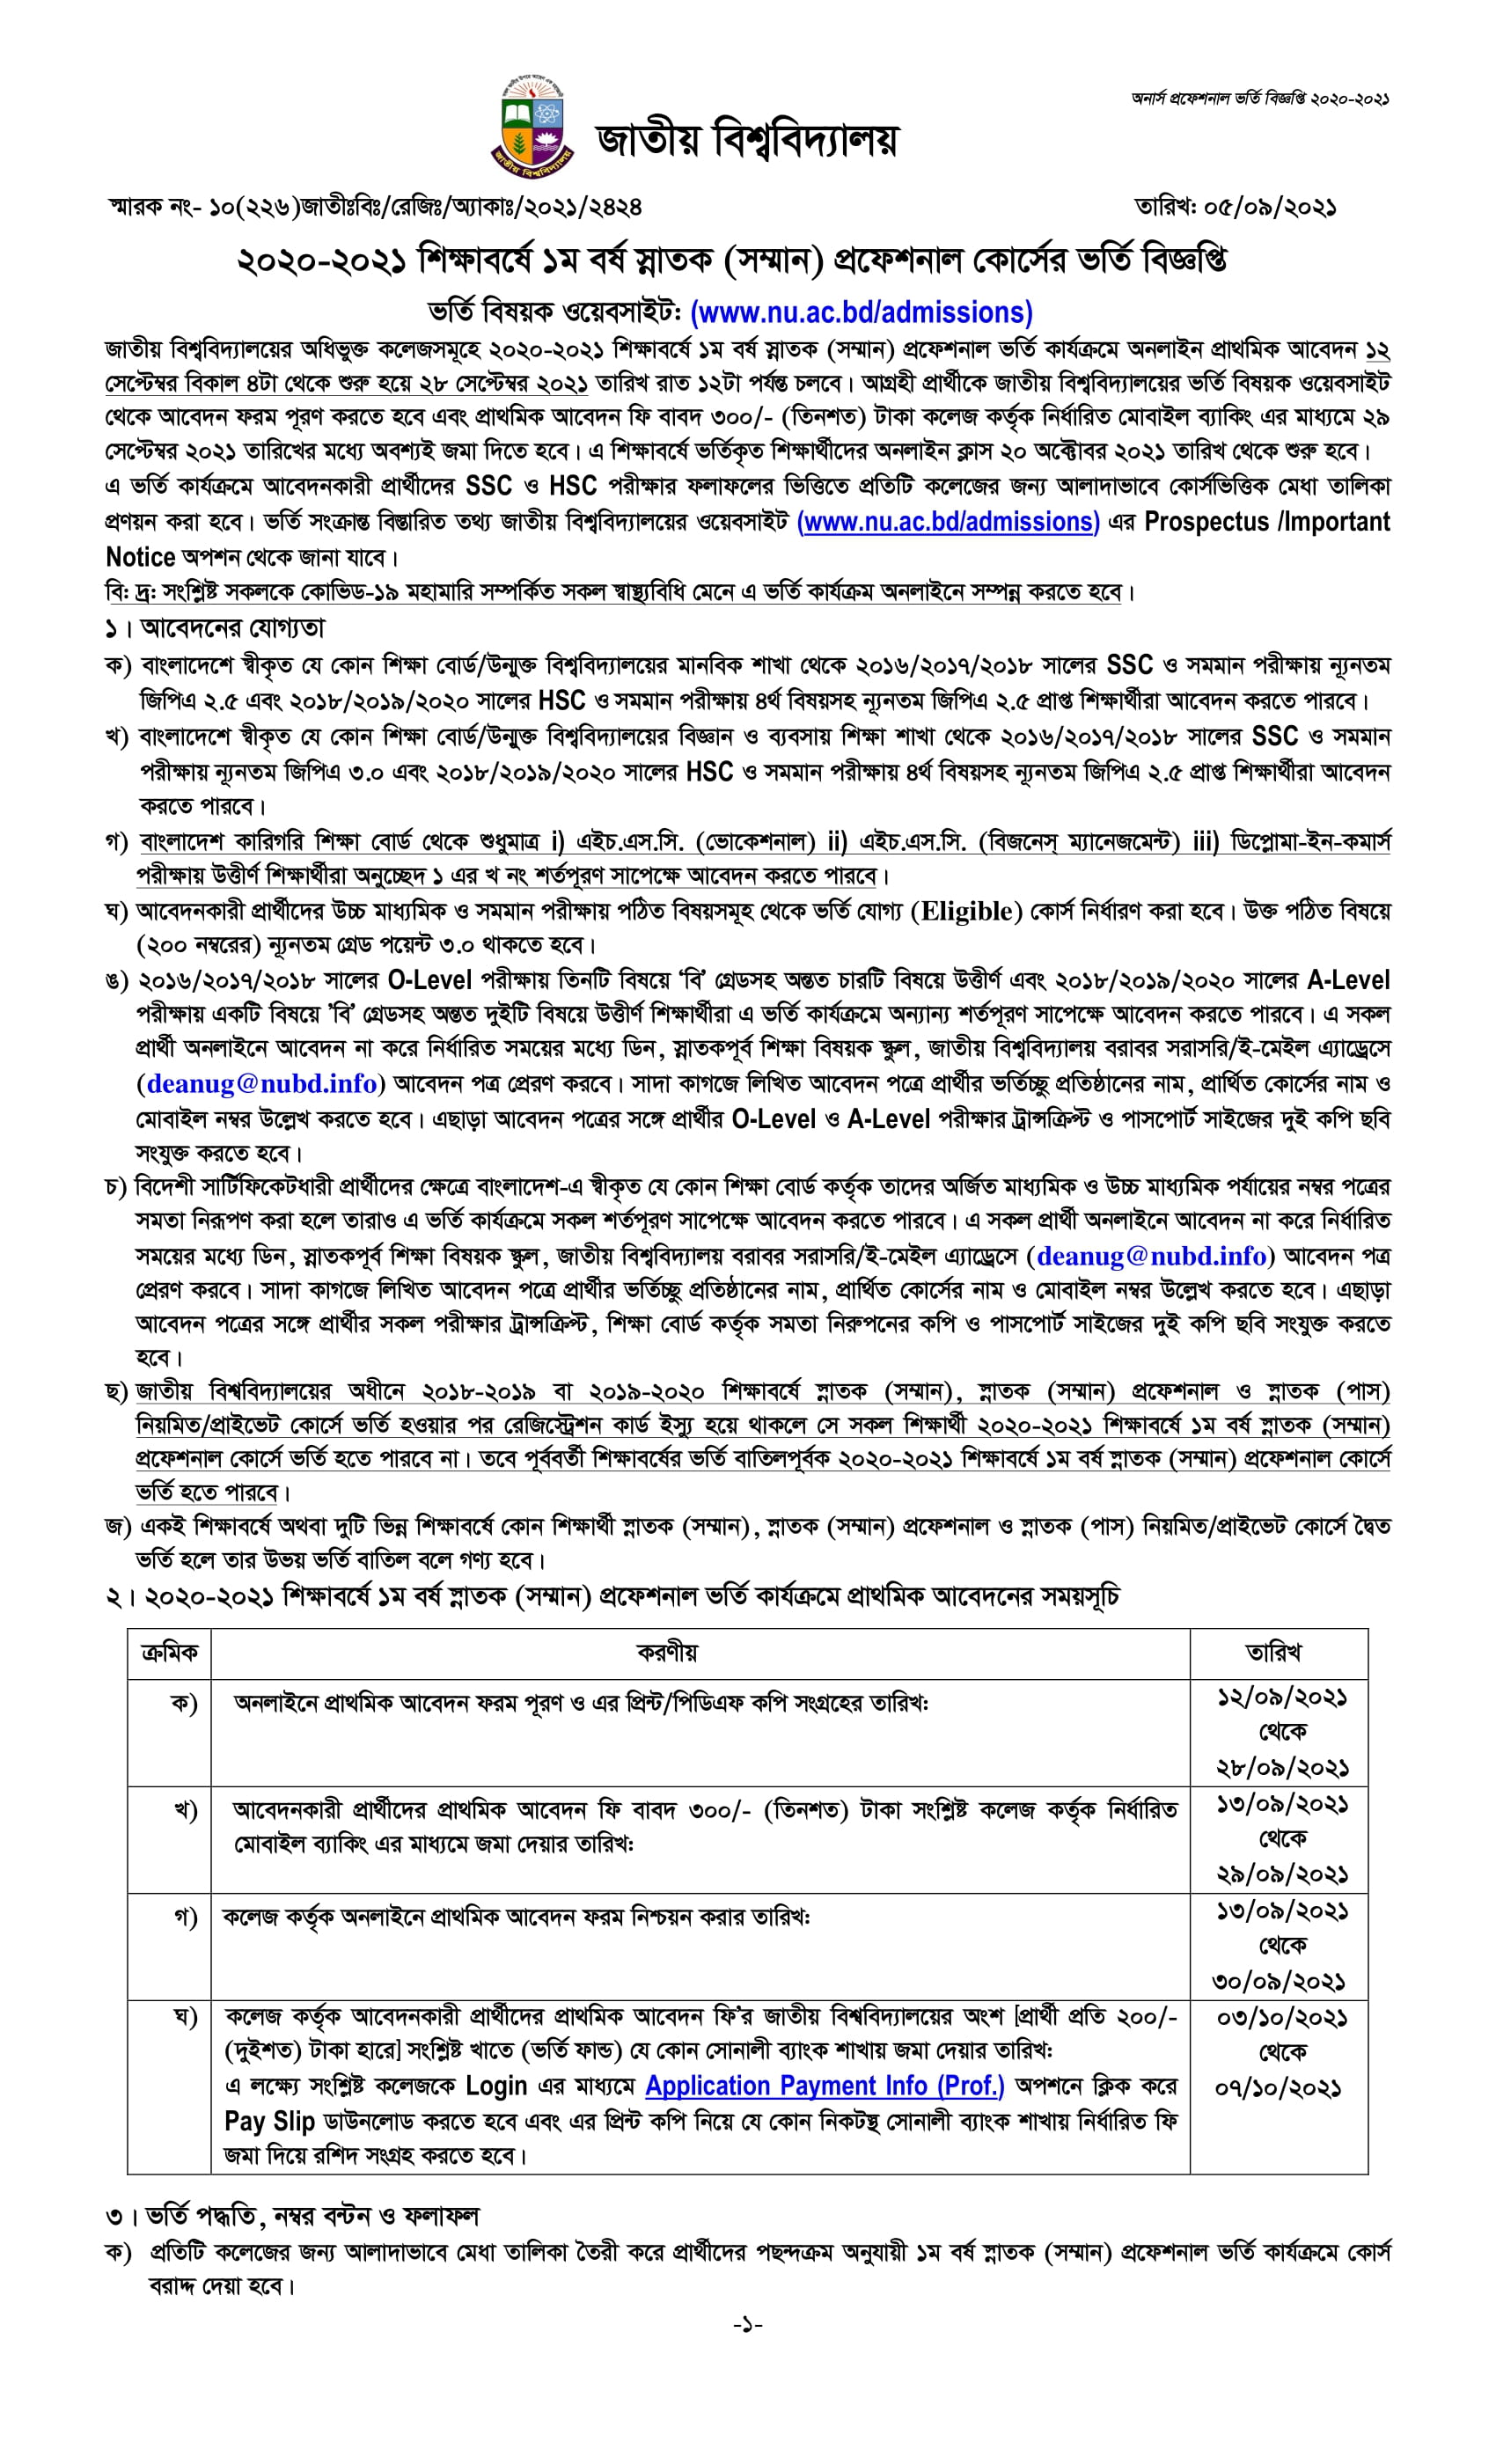 অনার্স প্রফেশনাল ভর্তি বিজ্ঞপ্তি ২০২০-২০২১
জাতীয় বিশ্ববিদ্যালয়
জাতীয় বিশ্ববিদ্যালয়
স্মারক নং- ১০(২২৬)জাতীঃবিঃ/রেজিঃ/অ্যাকাঃ/২০২১/২৪২৪ তারিখ: ০৫/০৯/২০২১
২০২০-২০২১ শিক্ষাবর্ষে ১ম বর্ষ স্নাতক (সম্মান) প্রফেশনাল কোর্সের ভর্তি বিজ্ঞপ্তি
ভর্তি বিষয়ক ওয়েবসাইট: (www.nu.ac.bd/admissions)
জাতীয় বিশ্ববিদ্যালয়ের অধিভুক্ত কলেজসমূহে ২০২০-২০২১ শিক্ষাবর্ষে ১ম বর্ষ স্নাতক (সম্মান) প্রফেশনাল ভর্তি কার্যক্রমে অনলাইন প্রাথমিক আবেদন ১২
সেপ্টেম্বর বিকাল ৪টা থেকে শুরু হয়ে ২৮ সেপ্টেম্বর ২০২১ তারিখ রাত ১২টা পর্যন্ত চলবে। আগ্রহী প্রার্থীকে জাতীয় বিশ্ববিদ্যালয়ের ভর্তি বিষয়ক ওয়েবসাইট
থেকে আবেদন ফরম পূরণ করতে হবে এবং প্রাথমিক আবেদন ফি বাবদ ৩০০/- (তিনশত) টাকা কলেজ কর্তৃক নির্ধারিত মোবাইল ব্যাকিং এর মাধ্যমে ২৯
সেপ্টেম্বর ২০২১ তারিখের মধ্যে অবশ্যই জমা দিতে হবে। এ শিক্ষাবর্ষে ভর্তিকৃত শিক্ষার্থীদের অনলাইন ক্লাস ২০ অক্টোবর ২০২১ তারিখ থেকে শুরু হবে।
এ ভর্তি কার্যক্রমে আবেদনকারী প্রার্থীদের SSC ও HSC পরীক্ষার ফলাফলের ভিত্তিতে প্রতিটি কলেজের জন্য আলাদাভাবে কোর্সভিত্তিক মেধা তালিকা
প্রণয়ন করা হবে। ভর্তি সংক্রান্ত বিস্তারিত তথ্য জাতীয় বিশ্ববিদ্যালয়ের ওয়েবসাইট (www.nu.ac.bd/admissions) এর Prospectus /Important
Notice অপশন থেকে জানা যাবে।
বি: দ্র: সংশ্লিষ্ট সকলকে কোভিড-১৯ মহামারি সম্পর্কিত সকল স্বাস্থ্যবিধি মেনে এ ভর্তি কার্যক্রম অনলাইনে সম্পন্ন করতে হবে।
১। আবেদনের যোগ্যতা
ক) বাংলাদেশে স্বীকৃত যে কোন শিক্ষা বোর্ড/উন্মুক্ত বিশ্ববিদ্যালয়ের মানবিক শাখা থেকে ২০১৬/২০১৭/২০১৮ সালের SSC ও সমমান পরীক্ষায় ন্যূনতম
জিপিএ ২.৫ এবং ২০১৮/২০১৯/২০২০ সালের HSC ও সমমান পরীক্ষায় ৪র্থ বিষয়সহ ন্যূনতম জিপিএ ২.৫ প্রাপ্ত শিক্ষার্থীরা আবেদন করতে পারবে।
খ) বাংলাদেশে স্বীকৃত যে কোন শিক্ষা বোর্ড/উন্মুক্ত বিশ্ববিদ্যালয়ের বিজ্ঞান ও ব্যবসায় শিক্ষা শাখা থেকে ২০১৬/২০১৭/২০১৮ সালের SSC ও সমমান
পরীক্ষায় ন্যূনতম জিপিএ ৩.০ এবং ২০১৮/২০১৯/২০২০ সালের HSC ও সমমান পরীক্ষায় ৪র্থ বিষয়সহ ন্যূনতম জিপিএ ২.৫ প্রাপ্ত শিক্ষার্থীরা আবেদন
করতে পারবে।
গ) বাংলাদেশ কারিগরি শিক্ষা বোর্ড থেকে শুধুমাত্র i) এইচ.এস.সি. (ভোকেশনাল) ii) এইচ.এস.সি. (বিজনেস্ ম্যানেজমেন্ট) iii) ডিপ্লোমা-ইন-কমার্স
পরীক্ষায় উত্তীর্ণ শিক্ষার্থীরা অনুচ্ছেদ ১ এর খ নং শর্তপূরণ সাপেক্ষে আবেদন করতে পারবে।
ঘ) আবেদনকারী প্রার্থীদের উচ্চ মাধ্যমিক ও সমমান পরীক্ষায় পঠিত বিষয়সমূহ থেকে ভর্তি যোগ্য (Eligible) কোর্স নির্ধারণ করা হবে। উক্ত পঠিত বিষয়ে
(২০০ নম্বরের) ন্যূনতম গ্রেড পয়েন্ট ৩.০ থাকতে হবে।
ঙ) ২০১৬/২০১৭/২০১৮ সালের O-Level পরীক্ষায় তিনটি বিষয়ে ‘বি’ গ্রেডসহ অন্তত চারটি বিষয়ে উত্তীর্ণ এবং ২০১৮/২০১৯/২০২০ সালের A-Level
পরীক্ষায় একটি বিষয়ে ’বি’ গ্রেডসহ অন্তত দুইটি বিষয়ে উত্তীর্ণ শিক্ষার্থীরা এ ভর্তি কার্যক্রমে অন্যান্য শর্তপূরণ সাপেক্ষে আবেদন করতে পারবে। এ সকল
প্রার্থী অনলাইনে আবেদন না করে নির্ধারিত সময়ের মধ্যে ডিন, স্নাতকপূর্ব শিক্ষা বিষয়ক স্কুল, জাতীয় বিশ্ববিদ্যালয় বরাবর সরাসরি/ই-মেইল এ্যাড্রেসে
(deanug@nubd.info) আবেদন পত্র প্রেরণ করবে। সাদা কাগজে লিখিত আবেদন পত্রে প্রার্থীর ভর্তিচ্ছু প্রতিষ্ঠানের নাম, প্রার্থিত কোর্সের নাম ও
মোবাইল নম্বর উল্লেখ করতে হবে। এছাড়া আবেদন পত্রের সঙ্গে প্রার্থীর O-Level ও A-Level পরীক্ষার ট্রান্সক্রিপ্ট ও পাসপোর্ট সাইজের দুই কপি ছবি
সংযুক্ত করতে হবে।
চ) বিদেশী সার্টিফিকেটধারী প্রার্থীদের ক্ষেত্রে বাংলাদেশ-এ স্বীকৃত যে কোন শিক্ষা বোর্ড কর্তৃক তাদের অর্জিত মাধ্যমিক ও উচ্চ মাধ্যমিক পর্যায়ের নম্বর পত্রের
সমতা নিরূপণ করা হলে তারাও এ ভর্তি কার্যক্রমে সকল শর্তপূরণ সাপেক্ষে আবেদন করতে পারবে। এ সকল প্রার্থী অনলাইনে আবেদন না করে নির্ধারিত
সময়ের মধ্যে ডিন, স্নাতকপূর্ব শিক্ষা বিষয়ক স্কুল, জাতীয় বিশ্ববিদ্যালয় বরাবর সরাসরি/ই-মেইল এ্যাড্রেসে (deanug@nubd.info) আবেদন পত্র
প্রেরণ করবে। সাদা কাগজে লিখিত আবেদন পত্রে প্রার্থীর ভর্তিচ্ছু প্রতিষ্ঠানের নাম, প্রার্থিত কোর্সের নাম ও মোবাইল নম্বর উল্লেখ করতে হবে। এছাড়া
আবেদন পত্রের সঙ্গে প্রার্থীর সকল পরীক্ষার ট্রান্সক্রিপ্ট, শিক্ষা বোর্ড কর্তৃক সমতা নিরুপনের কপি ও পাসপোর্ট সাইজের দুই কপি ছবি সংযুক্ত করতে
হবে।
ছ) জাতীয় বিশ্ববিদ্যালয়ের অধীনে ২০১৮-২০১৯ বা ২০১৯-২০২০ শিক্ষাবর্ষে স্নাতক (সম্মান), স্নাতক (সম্মান) প্রফেশনাল ও স্নাতক (পাস)
নিয়মিত/প্রাইভেট কোর্সে ভর্তি হওয়ার পর রেজিস্ট্রেশন কার্ড ইস্যু হয়ে থাকলে সে সকল শিক্ষার্থী ২০২০-২০২১ শিক্ষাবর্ষে ১ম বর্ষ স্নাতক (সম্মান)
প্রফেশনাল কোর্সে ভর্তি হতে পারবে না। তবে পূর্ববর্তী শিক্ষাবর্ষের ভর্তি বাতিলপূর্বক ২০২০-২০২১ শিক্ষাবর্ষে ১ম বর্ষ স্নাতক (সম্মান) প্রফেশনাল কোর্সে
ভর্তি হতে পারবে।
জ) একই শিক্ষাবর্ষে অথবা দুটি ভিন্ন শিক্ষাবর্ষে কোন শিক্ষার্থী স্নাতক (সম্মান), স্নাতক (সম্মান) প্রফেশনাল ও স্নাতক (পাস) নিয়মিত/প্রাইভেট কোর্সে দ্বৈত
ভর্তি হলে তার উভয় ভর্তি বাতিল বলে গণ্য হবে।
২। ২০২০-২০২১ শিক্ষাবর্ষে ১ম বর্ষ স্নাতক (সম্মান) প্রফেশনাল ভর্তি কার্যক্রমে প্রাথমিক আবেদনের সময়সূচি
ক্রমিক করণীয় তারিখ
ক) অনলাইনে প্রাথমিক আবেদন ফরম পূরণ ও এর প্রিন্ট/পিডিএফ কপি সংগ্রহের তারিখ: ১২/০৯/২০২১
থেকে
২৮/০৯/২০২১
খ) আবেদনকারী প্রার্থীদের প্রাথমিক আবেদন ফি বাবদ ৩০০/- (তিনশত) টাকা সংশ্লিষ্ট কলেজ কর্তৃক নির্ধারিত ১৩/০৯/২০২১
মোবাইল ব্যাকিং এর মাধ্যমে জমা দেয়ার তারিখ: থেকে
২৯/০৯/২০২১
গ) কলেজ কর্তৃক অনলাইনে প্রাথমিক আবেদন ফরম নিশ্চয়ন করার তারিখ: ১৩/০৯/২০২১
থেকে
৩০/০৯/২০২১
ঘ) কলেজ কর্তৃক আবেদনকারী প্রার্থীদের প্রাথমিক আবেদন ফি’র জাতীয় বিশ্ববিদ্যালয়ের অংশ [প্রার্থী প্রতি ২০০/- ০৩/১০/২০২১
(দুইশত) টাকা হারে] সংশ্লিষ্ট খাতে (ভর্তি ফান্ড) যে কোন সোনালী ব্যাংক শাখায় জমা দেয়ার তারিখ: থেকে
এ লক্ষ্যে সংশ্লিষ্ট কলেজকে Login এর মাধ্যমে Application Payment Info (Prof.) অপশনে ক্লিক করে ০৭/১০/২০২১
Pay Slip ডাউনলোড করতে হবে এবং এর প্রিন্ট কপি নিয়ে যে কোন নিকটস্থ সোনালী ব্যাংক শাখায় নির্ধারিত ফি
জমা দিয়ে রশিদ সংগ্রহ করতে হবে।
৩। ভর্তি পদ্ধতি, নম্বর বন্টন ও ফলাফল
ক) প্রতিটি কলেজের জন্য আলাদাভাবে মেধা তালিকা তৈরী করে প্রার্থীদের পছন্দক্রম অনুযায়ী ১ম বর্ষ স্নাতক (সম্মান) প্রফেশনাল ভর্তি কার্যক্রমে কোর্স
বরাদ্দ দেয়া হবে।
-১-